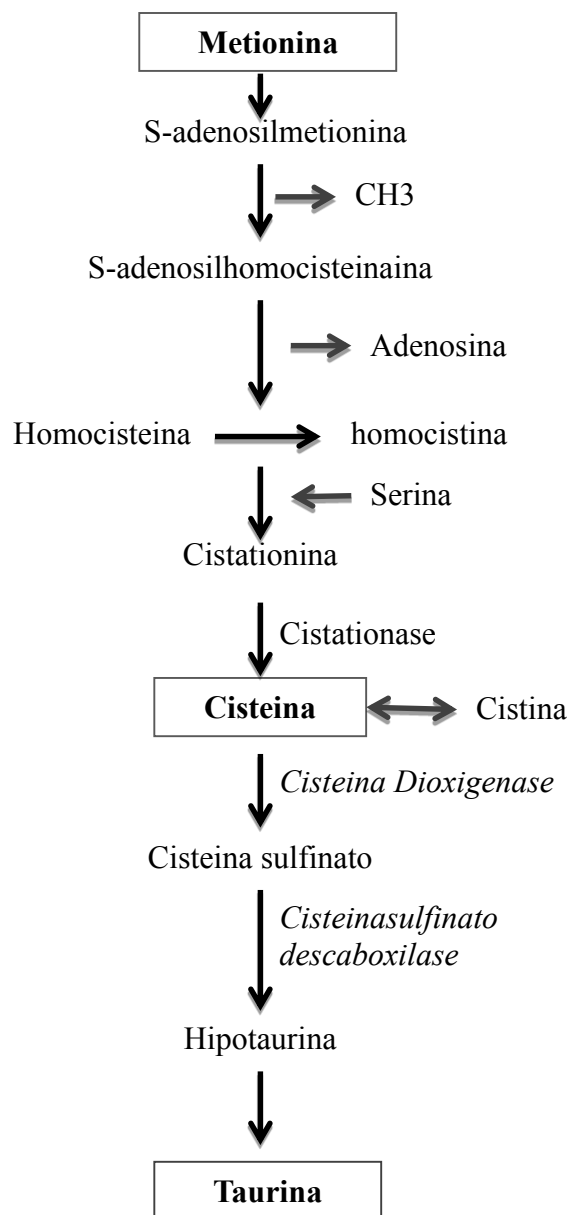 Metionina
S-adenosilmetionina
CH3
S-adenosilhomocisteinaina
Adenosina
Homocisteina homocistina
Serina
Cistationina
Cistationase
Cisteina Cistina
Cisteina Dioxigenase
Cisteina sulfinato
Cisteinasulfinato
descaboxilase
Hipotaurina
Taurina